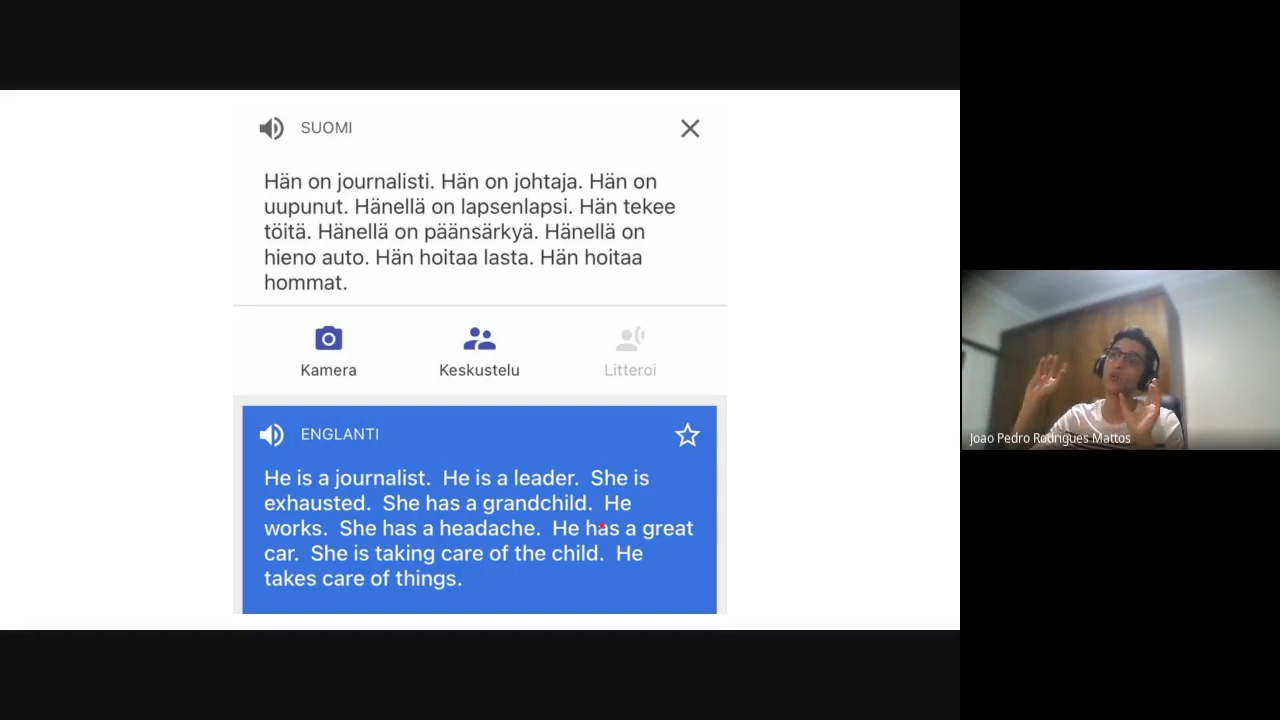 SUOMI
Hän on journalisti. Hän on johtaja. Hän on
uupunut. Hänellä on lapsenlapsi. Hän tekee
töitä. Hänellä on päänsärkyä. Hänellä on
hieno auto. Hän hoitaa lasta. Hän hoitaa
hommat.
Kamera
Keskustelu
Litteroi
ENGLANTI
He is a journalist. He is a leader. She is
exhausted. She has a grandchild. He
works. She has a headache. He has a great
car. She is taking care of the child. He
takes care of things.
Joao Pedro Rodrigues Mattos